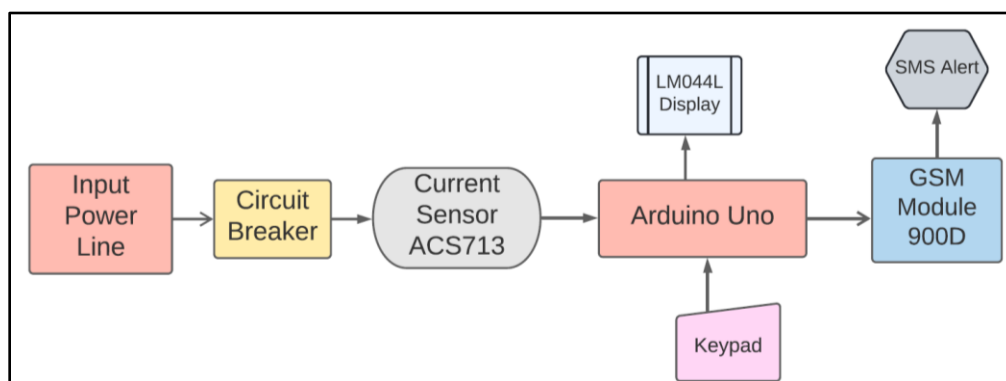 Input
Power
Line
Circuit
Breaker
Current
Sensor
ACS713
LM044L
Display
Arduino Uno
Keypad
SMS Alert
GSM
Module
900D